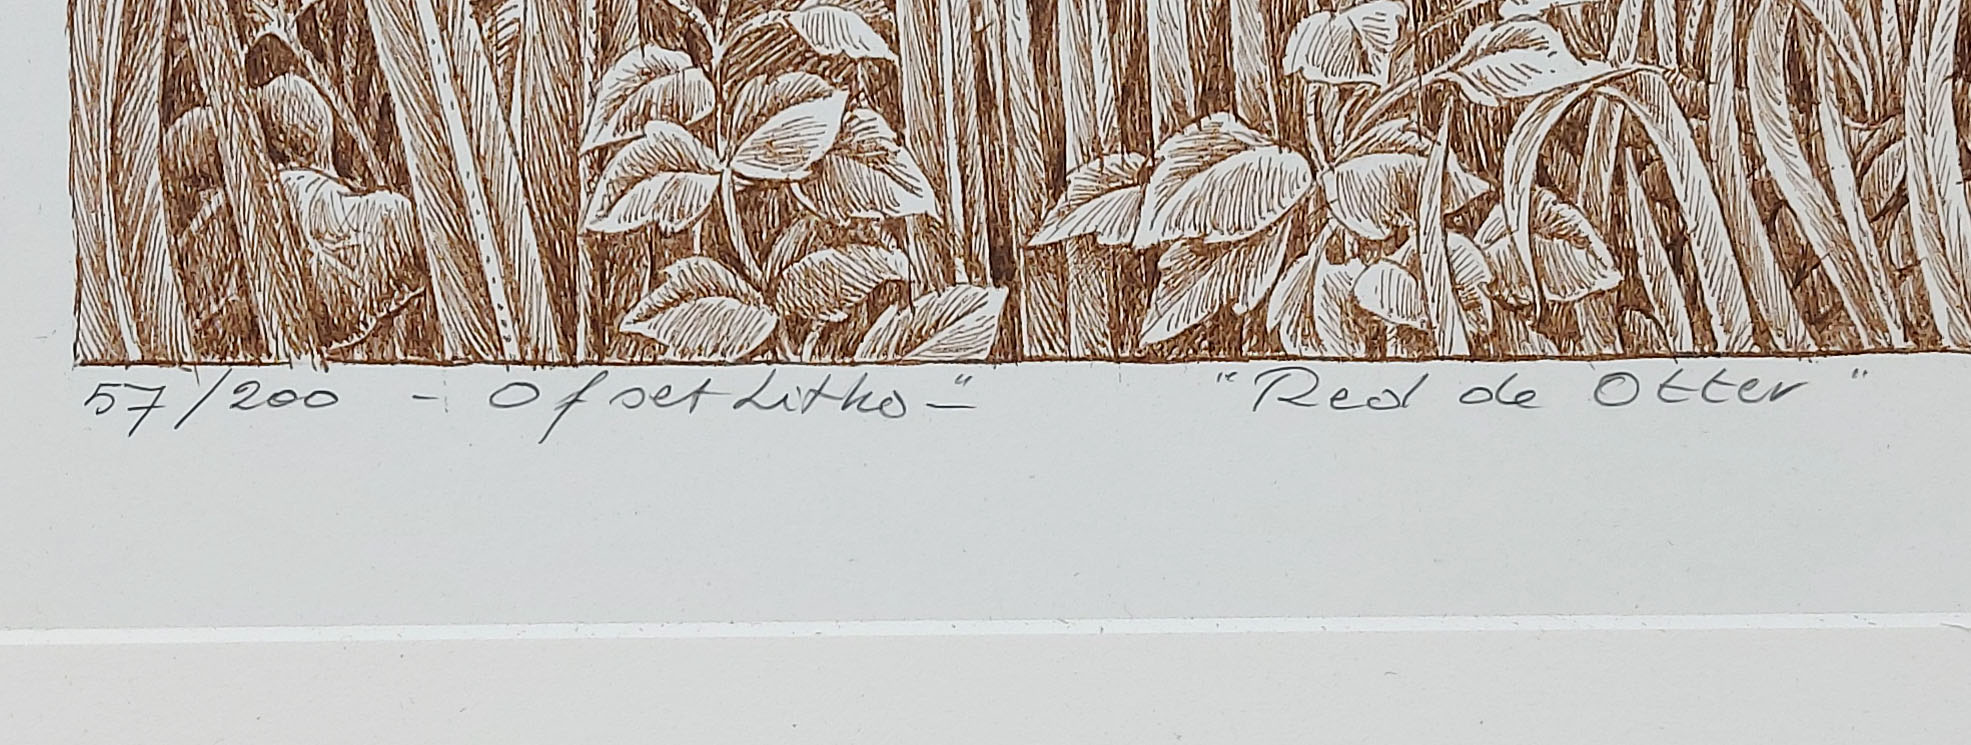 57/200 - Ofset Litho - "Red de Otter"